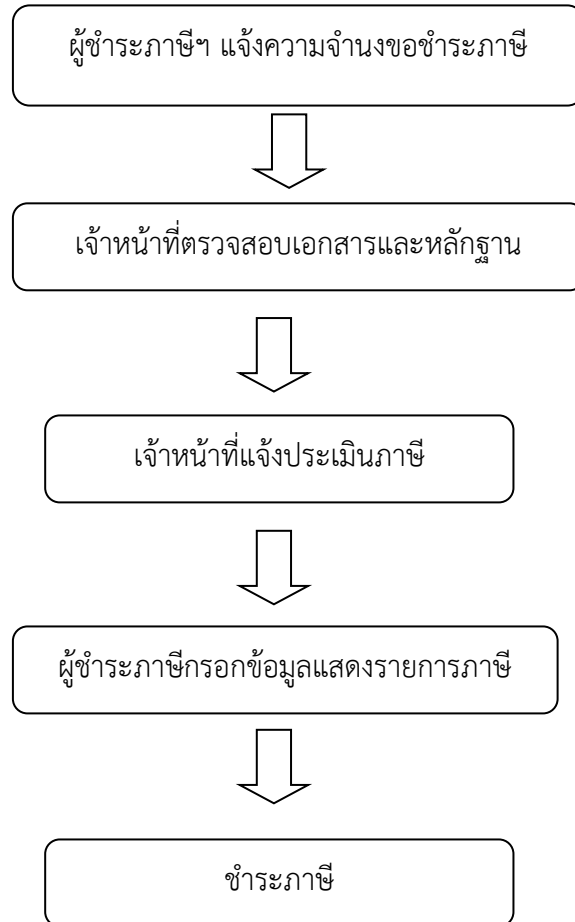 ผู้ชำระภาษีฯ แจ้งความจำนงขอชำระภาษี
เจ้าหน้าที่ตรวจสอบเอกสารและหลักฐาน
เจ้าหน้าที่แจ้งประเมินภาษี
ผู้ชำระภาษีกรอกข้อมูลแสดงรายการภาษี
ชำระภาษี